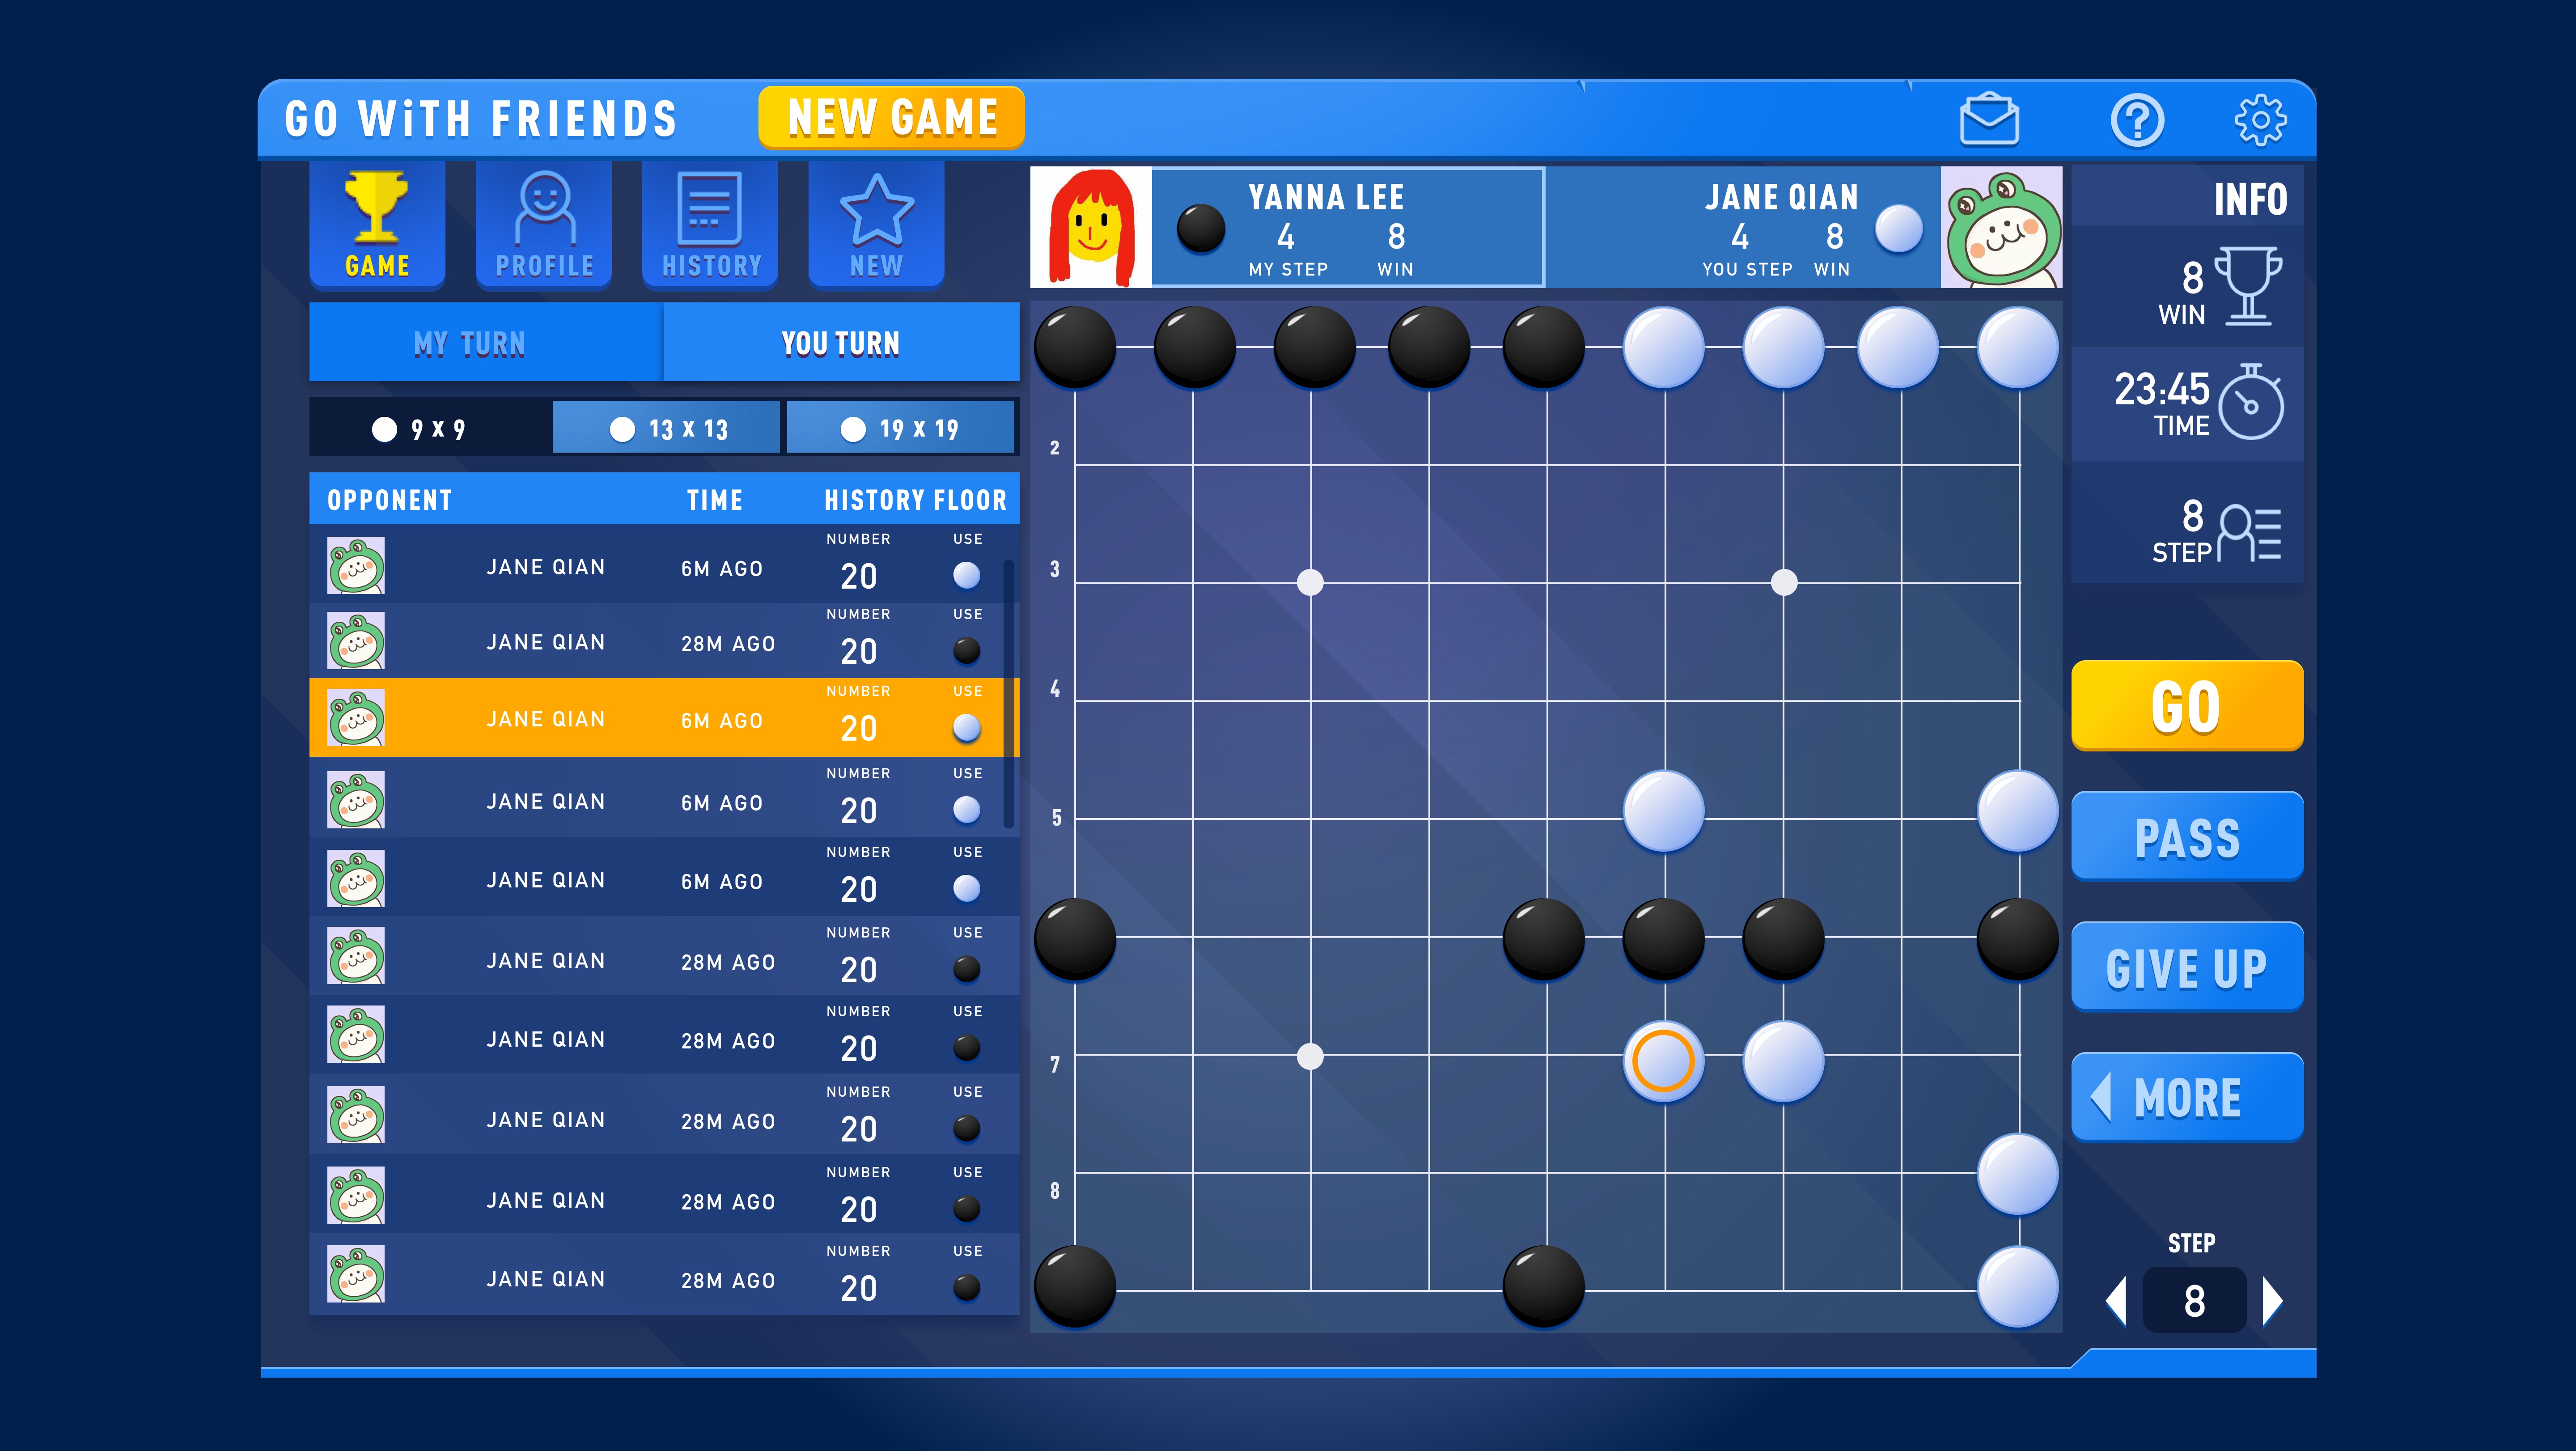 GO WiTH FRIENDS
NEW GAME
GAME
PROFILE
HISTORY
NEW
MY TURN
YOU TURN
9 X 9
13 X 13
19 X 19
OPPONENT TIME HISTORY FLOOR
NUMBER USE
JANE QIAN 6M AGO 20
NUMBER USE
JANE QIAN 28M AGO 20
NUMBER USE
JANE QIAN 6M AGO 20
NUMBER USE
JANE QIAN 6M AGO 20
NUMBER USE
JANE QIAN 6M AGO 20
NUMBER USE
JANE QIAN 28M AGO 20
NUMBER USE
JANE QIAN 28M AGO 20
NUMBER USE
JANE QIAN 28M AGO 20
NUMBER USE
JANE QIAN 28M AGO 20
NUMBER USE
JANE QIAN 28M AGO 20
YANNA LEE
4 8
MY STEP WIN
JANE QIAN
4 8
YOU STEP WIN
2
3
4
5
7
8
INFO
8
WIN
23:45
TIME
8
STEP
GO
PASS
GIVE UP
MORE
STEP
8